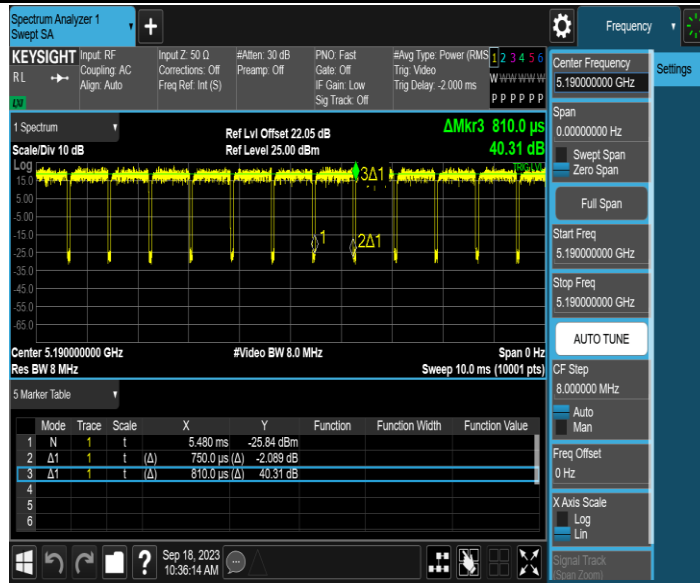 Spectrum Analyzer 1
Swept SA
Frequency
KEYSIGHT
RL
Input: RF
Coupling: AC
Align: Auto
Input Z: 50 Ω
Corrections: Off
Freq Ref: Int (S)
#Atten: 30 dB
Preamp: Off
PNO: Fast
Gate: Off
IF Gain: Low
Sig Track: Off
#Avg Type: Power (RMS
Trig: Video
Trig Delay: -2.000 ms
1 2 3 4 5 6
W W W W W W
P P P P P P
LXI
1 Spectrum
Scale/Div 10 dB
Log
Ref Lvl Offset 22.05 dB
Ref Level 25.00 dBm
ΔMkr3 810.0 µs
40.31 dB
TRIG LVL
15.0
5.00
-5.00
-15.0
-25.0
-35.0
-45.0
-55.0
-65.0
3Δ1
1
2Δ1
Center 5.190000000 GHz
Res BW 8 MHz
#Video BW 8.0 MHz
Span 0 Hz
Sweep 10.0 ms (10001 pts)
5 Marker Table
Mode Trace Scale X Y Function Function Width Function Value
1 N 1 t 5.480 ms -25.84 dBm
2 Δ1 1 t (Δ) 750.0 µs (Δ) -2.089 dB
3 Δ1 1 t (Δ) 810.0 µs (Δ) 40.31 dB
4
5
6
Sep 18, 2023
10:36:14 AM
?
Center Frequency
5.190000000 GHz
Settings
Span
0.00000000 Hz
Swept Span
Zero Span
Full Span
Start Freq
5.190000000 GHz
Stop Freq
5.190000000 GHz
AUTO TUNE
CF Step
8.000000 MHz
Auto
Man
Freq Offset
0 Hz
X Axis Scale
Log
Lin
Signal Track
(Span Zoom)